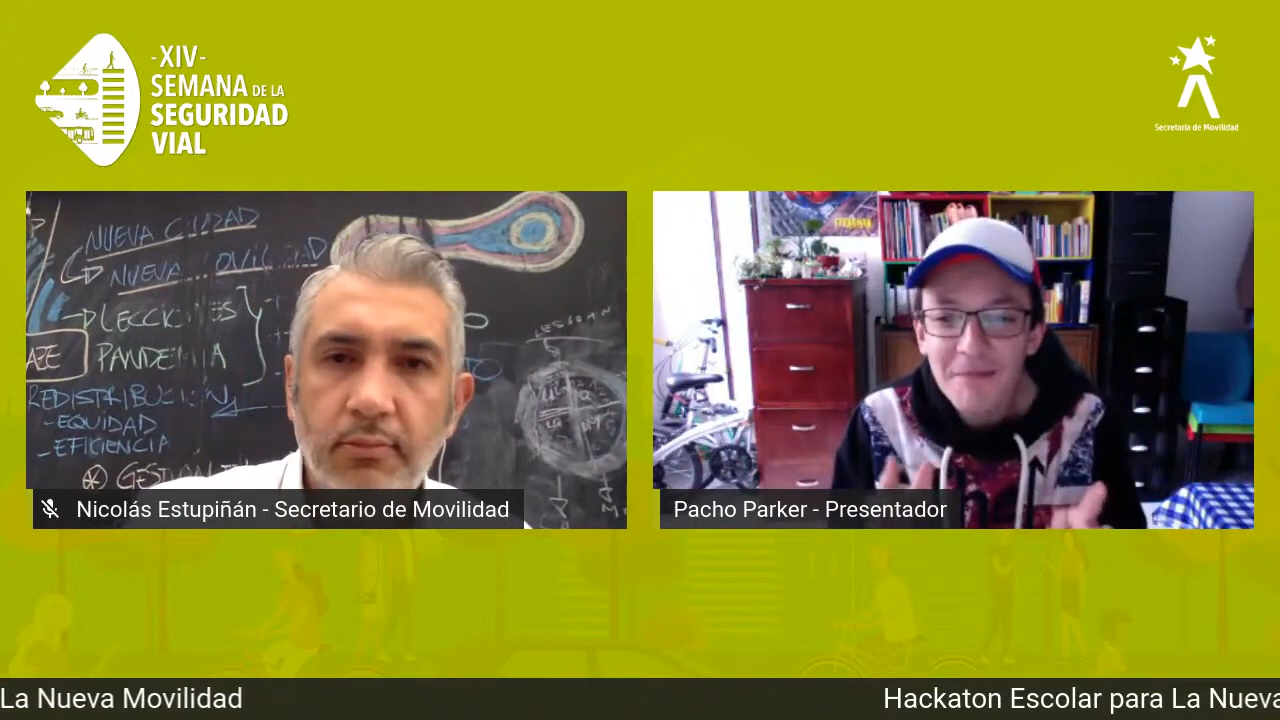 -XIV-
SEMANA DE LA
SEGURIDAD
VIAL
Secretaría de Movilidad
NUEVA CIUDAD
NUEVA
LECCIONES
PANDEMIA
REDISTRIBUCIÓN
- EQUIDAD
- EFICIENCIA
Nicolás Estupiñán - Secretario de Movilidad
Pacho Parker - Presentador
La Nueva Movilidad
Hackaton Escolar para La Nueva